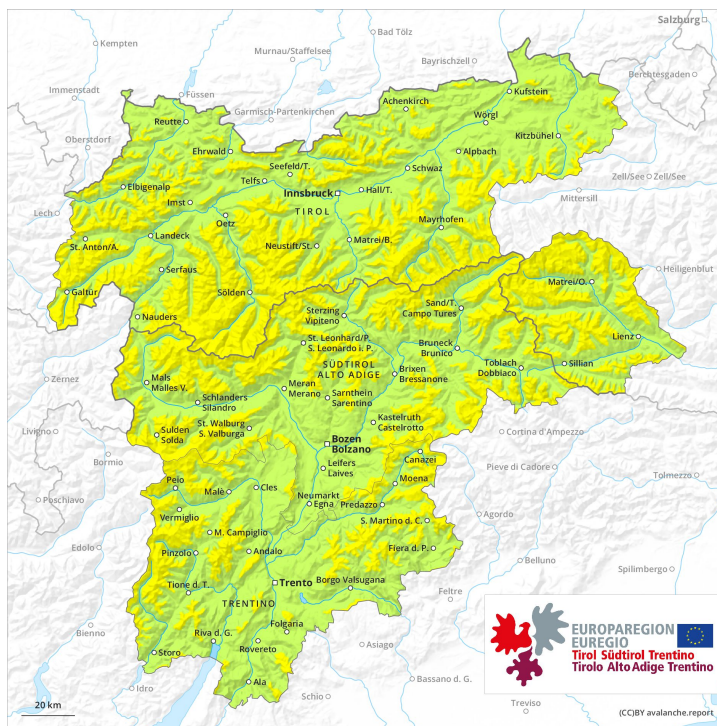 Salzburg
Kempten
Bad Tölz
Murnau/Staffelsee
Bayrischzell
Berchtesgaden
Immenstadt
Füssen
Achenkirch
Kufstein
Garmisch-Partenkirchen
Reutte
Wörgl
Oberstdorf
Ehrwald
Kitzbühel
Alpbach
Seefeld/T.
Schwaz
Zell/See
Zell/See
Telfs
Elbigenalp
Innsbruck
Hall/T.
Mittersill
Imst
Lech
TIROL
Oetz
Mayrhofen
St. Anton/A.
Landeck
Neustift/St.
Matrei/B.
Heiligenblut
Serfaus
Matrei/O.
Galtür
Sölden
Sand/T.
Campo Tures
Nauders
Sterzing
Vipiteno
Lienz
St. Leonhard/P.
S. Leonardo i. P.
Bruneck
Brunico
Toblach
Dobbiaco
Sillian
SÜDTIROL
ALTO ADIGE
Brixen
Bressanone
Zernez
Mals
Malles V.
Meran
Merano
Schlanders
Silandro
Sarnthein
Sarentino
St. Walburg
S. Valburga
Kastelruth
Castelrotto
Livigno
Sulden
Solda
Cortina d'Ampezzo
Bozen
Bolzano
Canazei
Bormio
Leifers
Laives
Pieve di Cadore
Tolmezzo
Peio
Cles
Moena
Malè
Poschiavo
Neumarkt
Egna
Predazzo
Vermiglio
Agordo
S. Martino d. C.
M. Campiglio
Edolo
Pinzolo
Andalo
Fiera d. P.
Belluno
Spilimbergo
Trento
Borgo Valsugana
Tione d. T.
Feltre
TRENTINO
Folgaria
Bienno
Riva d. G.
Rovereto
Asiago
Storo
Bassano d. G.
Idro
Ala
Schio
Treviso
EUROPAREGION
EUREGIO
Tirol Südtirol Trentino
Tirolo Alto Adige Trentino
20 km
(CC)BY avalanche.report